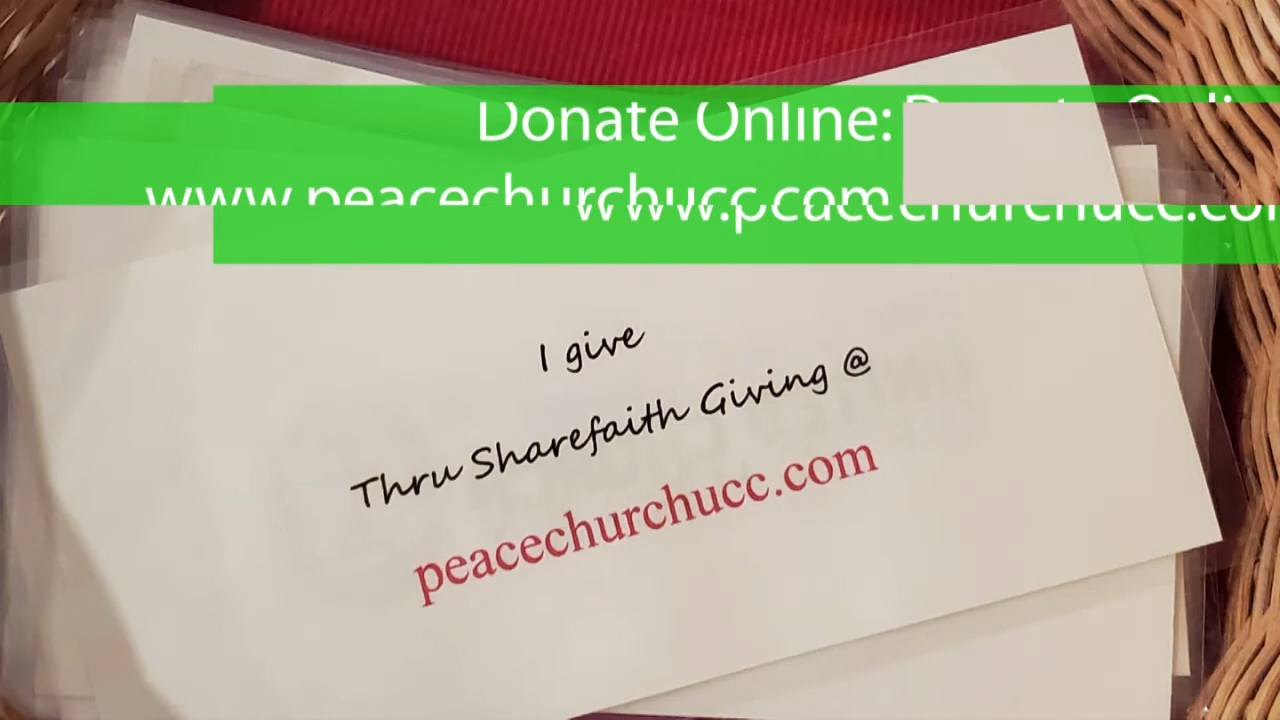 Donate Online:
www.peacechurchucc.com
I give
Thru Sharefaith Giving @
peacechurchucc.com